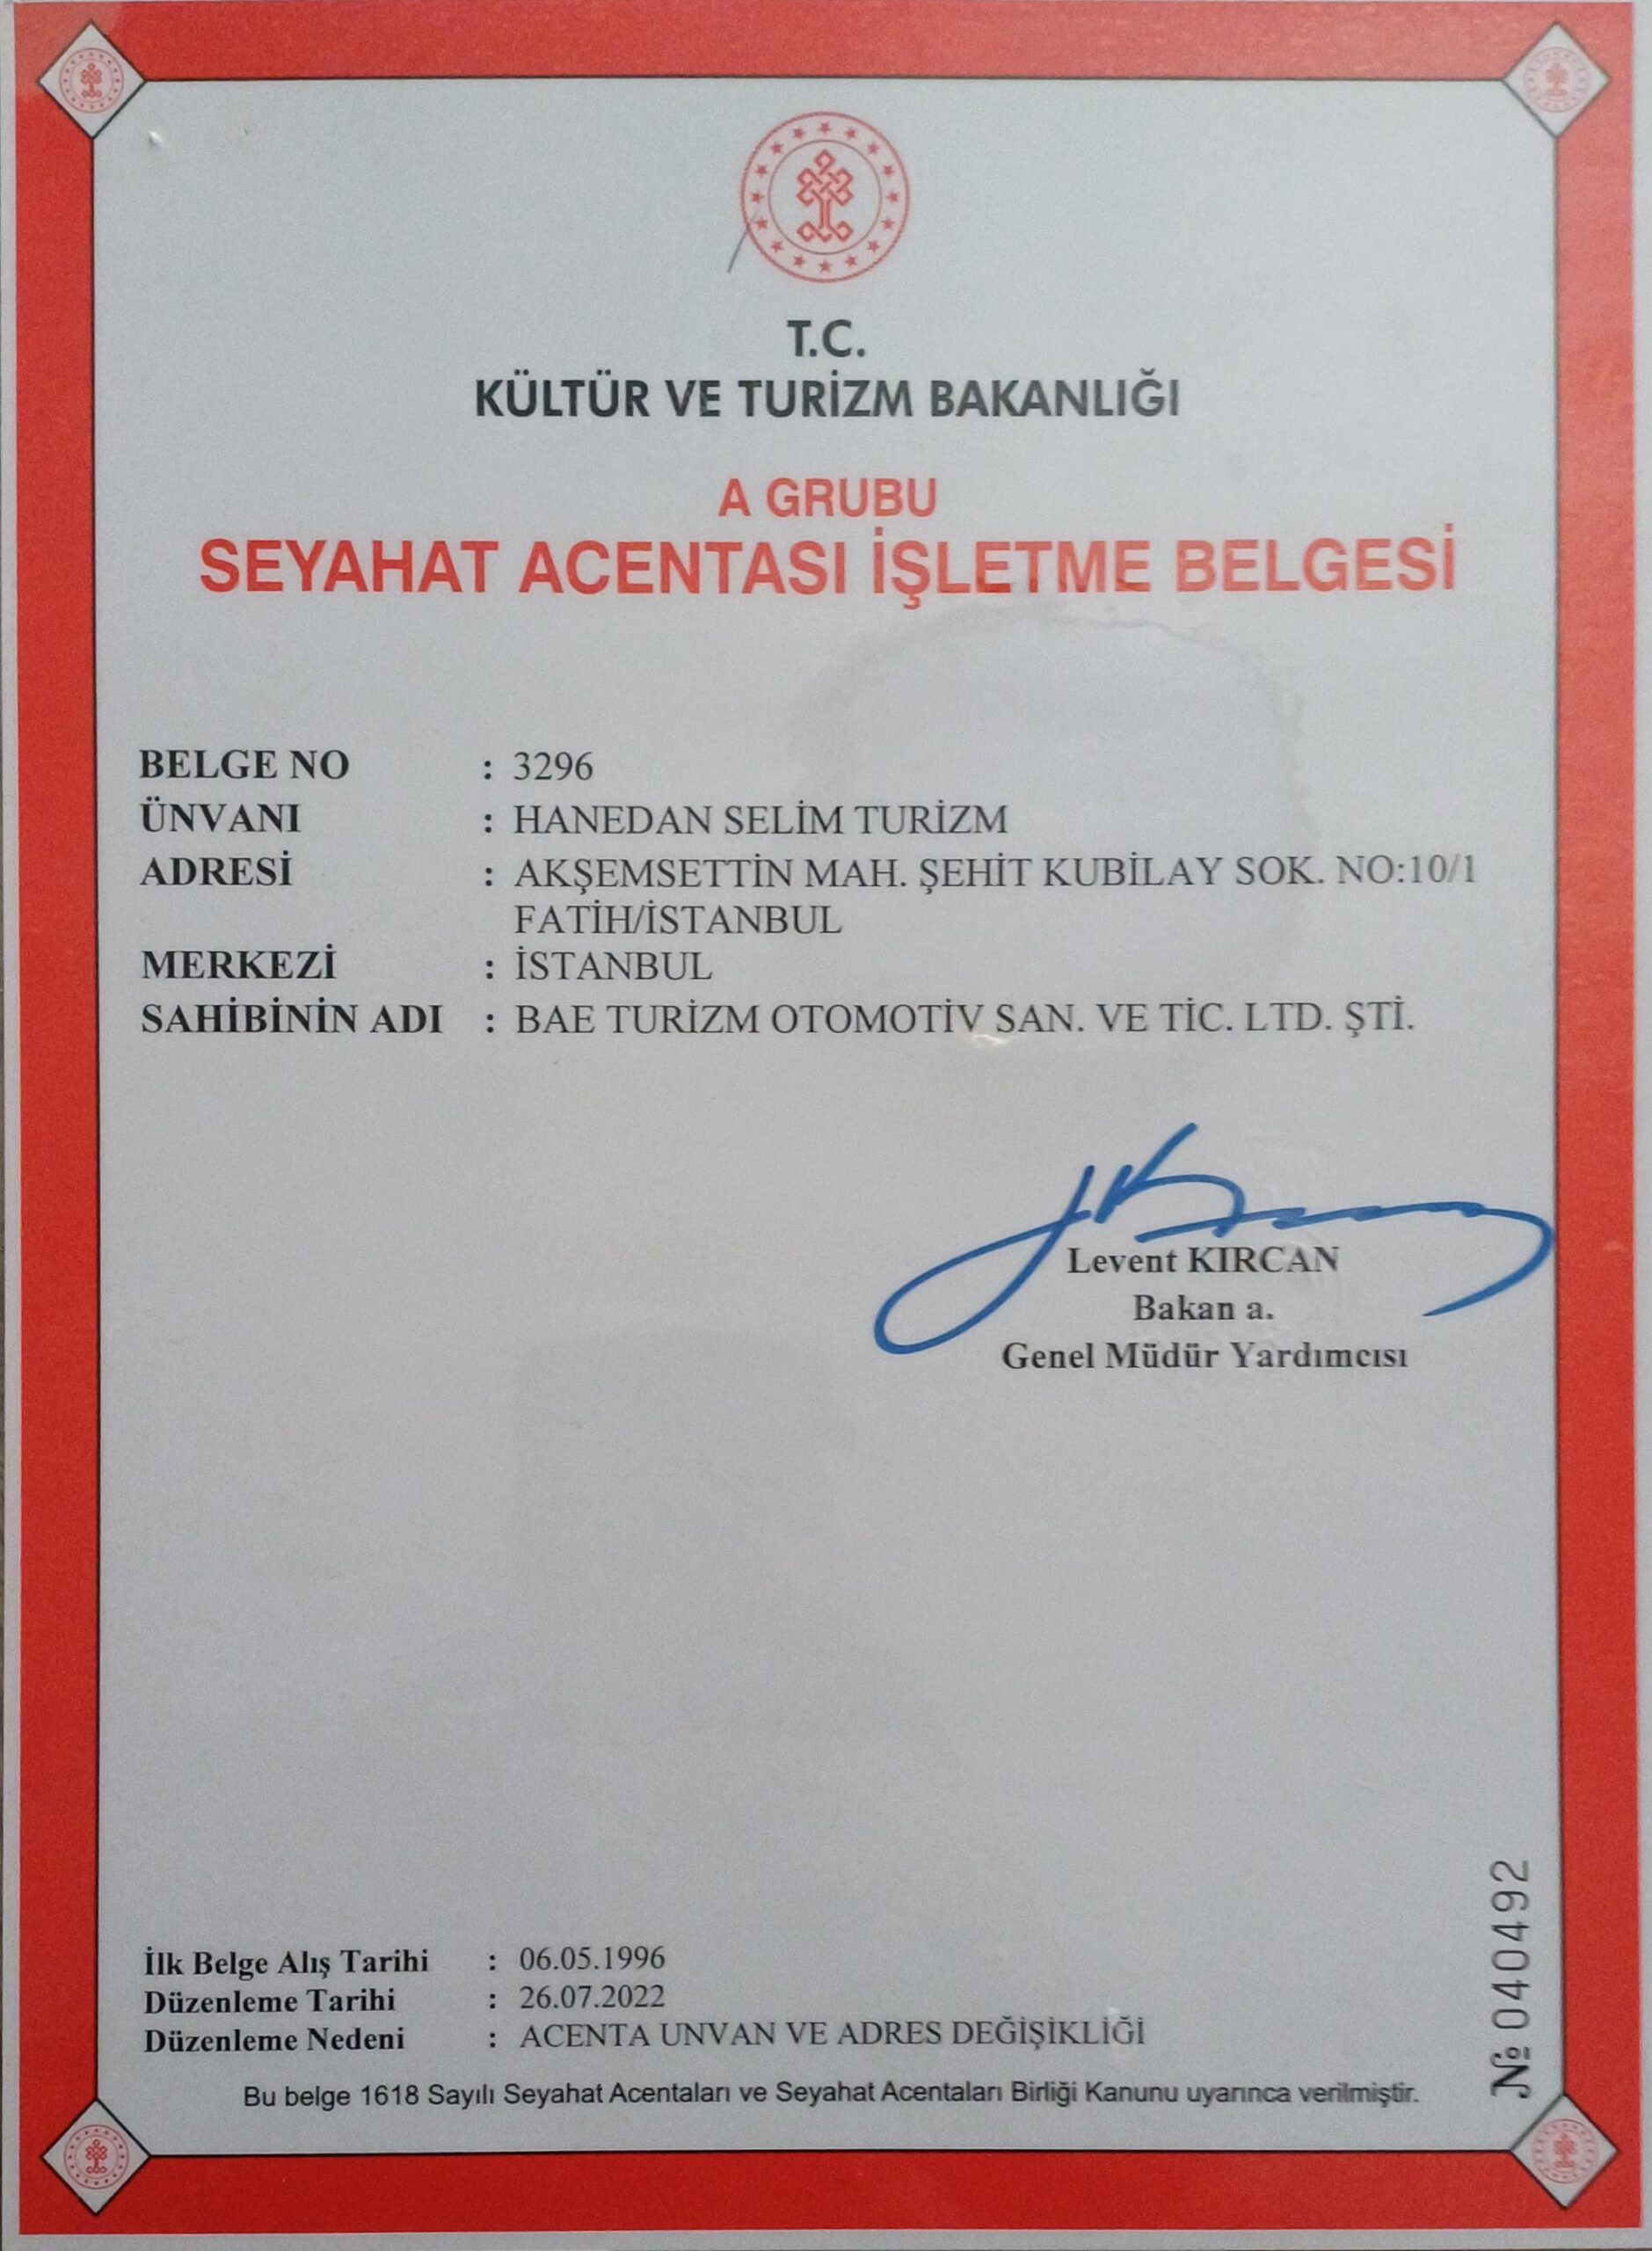 T.C.
KÜLTÜR VE TURİZM BAKANLIĞI
A GRUBU
SEYAHAT ACENTASI İŞLETME BELGESİ
BELGE NO : 3296
ÜNVANI : HANEDAN SELİM TURİZM
ADRESİ : AKŞEMSETTİN MAH. ŞEHİT KUBİLAY SOK. NO:10/1
FATİH/İSTANBUL
MERKEZİ : İSTANBUL
SAHİBİNİN ADI : BAE TURİZM OTOMOTİV SAN. VE TİC. LTD. ŞTİ.
Levent KIRCAN
Bakan a.
Genel Müdür Yardımcısı
İlk Belge Alış Tarihi : 06.05.1996
Düzenleme Tarihi : 26.07.2022
Düzenleme Nedeni : ACENTA UNVAN VE ADRES DEĞİŞİKLİĞİ
Bu belge 1618 Sayılı Seyahat Acentaları ve Seyahat Acentaları Birliği Kanunu uyarınca verilmiştir.
№ 040492